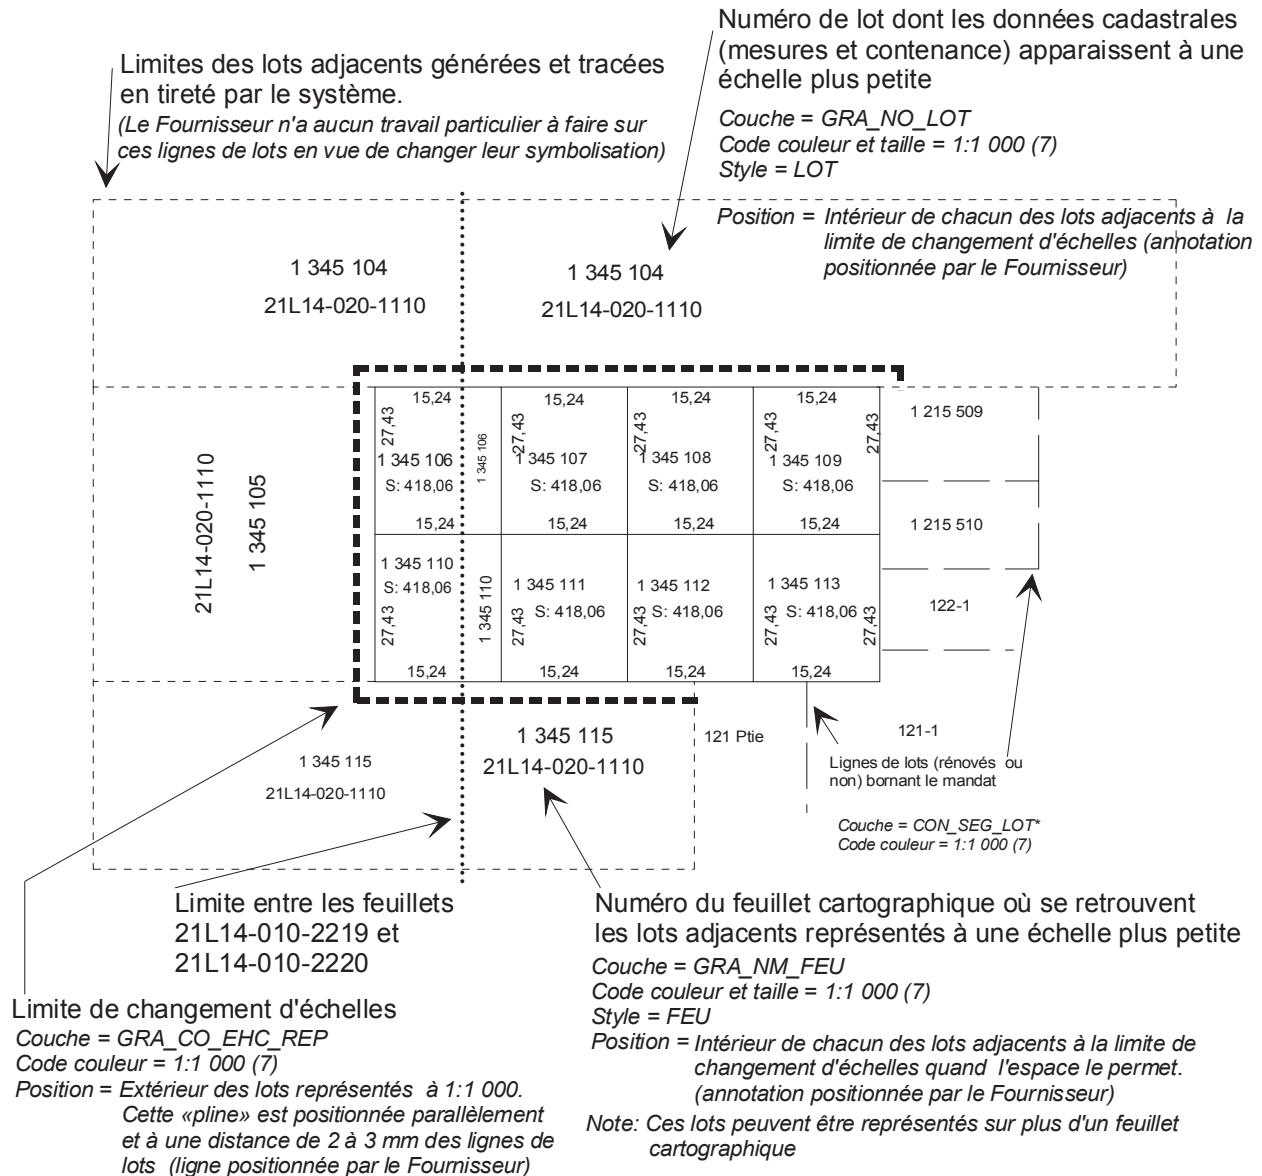 Numéro de lot dont les données cadastrales
(mesures et contenance) apparaissent à une
échelle plus petite
Couche = GRA_NO_LOT
Code couleur et taille = 1:1 000 (7)
Style = LOT
Position = Intérieur de chacun des lots adjacents à la
limite de changement d'échelles (annotation
positionnée par le Fournisseur)
Limites des lots adjacents générées et tracées
en tireté par le système.
(Le Fournisseur n'a aucun travail particulier à faire sur
ces lignes de lots en vue de changer leur symbolisation)
1 345 104
21L14-020-1110
1 345 104
21L14-020-1110
21L14-020-1110
1 345 105
15,24
15,24
15,24
15,24
27,43
27,43
27,43
27,43
27,43
1 345 106
1 345 106
1 345 107
1 345 108
1 345 109
S: 418,06
S: 418,06
S: 418,06
S: 418,06
15,24
15,24
15,24
15,24
1 345 110
S: 418,06
1 345 110
1 345 111
1 345 112
1 345 113
S: 418,06
S: 418,06
S: 418,06
27,43
27,43
27,43
27,43
27,43
15,24
15,24
15,24
15,24
1 215 509
1 215 510
122-1
121-1
121 Ptie
Lignes de lots (rénovés ou
non) bornant le mandat
Couche = CON_SEG_LOT*
Code couleur = 1:1 000 (7)
1 345 115
21L14-020-1110
1 345 115
21L14-020-1110
Limite entre les feuillets
21L14-010-2219 et
21L14-010-2220
Limite de changement d'échelles
Couche = GRA_CO_EHC_REP
Code couleur = 1:1 000 (7)
Position = Extérieur des lots représentés à 1:1 000.
Cette «pline» est positionnée parallèlement
et à une distance de 2 à 3 mm des lignes de
lots (ligne positionnée par le Fournisseur)
Numéro du feuillet cartographique où se retrouvent
les lots adjacents représentés à une échelle plus petite
Couche = GRA_NM_FEU
Code couleur et taille = 1:1 000 (7)
Style = FEU
Position = Intérieur de chacun des lots adjacents à la limite de
changement d'échelles quand l'espace le permet.
(annotation positionnée par le Fournisseur)
Note: Ces lots peuvent être représentés sur plus d'un feuillet
cartographique